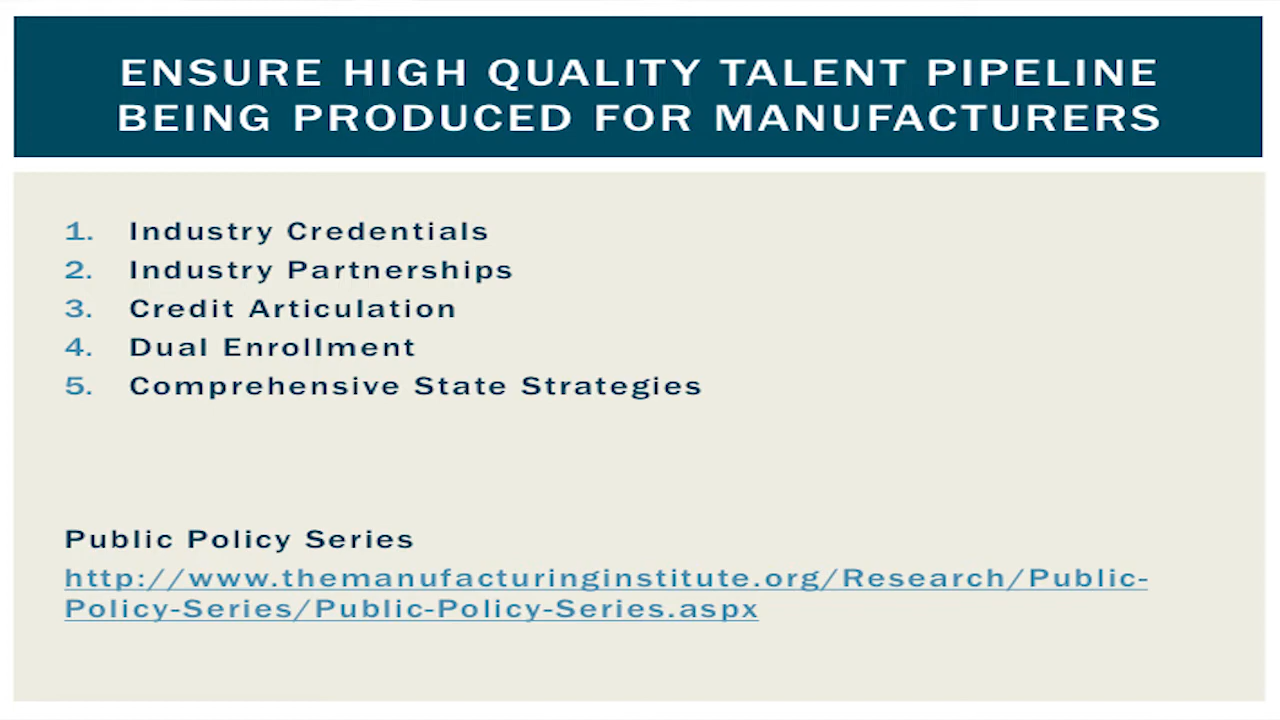 ENSURE HIGH QUALITY TALENT PIPELINE
BEING PRODUCED FOR MANUFACTURERS
1. Industry Credentials
2. Industry Partnerships
3. Credit Articulation
4. Dual Enrollment
5. Comprehensive State Strategies
Public Policy Series
http://www.themanufacturinginstitute.org/Research/Public-
Policy-Series/Public-Policy-Series.aspx